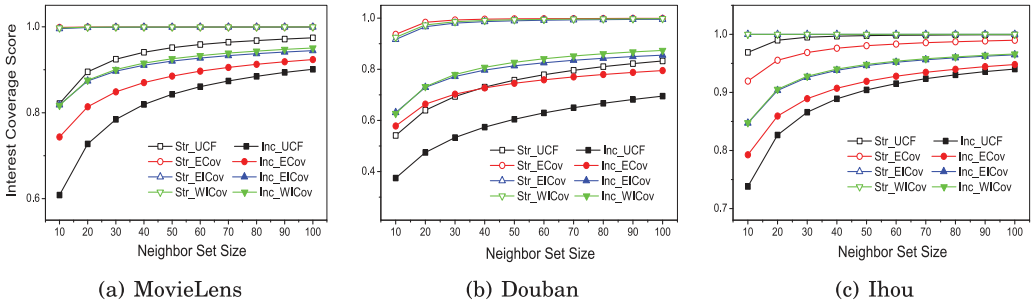 Interest Coverage Score
1.0
0.8
0.6
Str_UCF Inc_UCF
Str_ECov Inc_ECov
Str_EICov Inc_EICov
Str_WICov Inc_WICov
10 20 30 40 50 60 70 80 90 100
Neighbor Set Size
(a) MovieLens
1.0
0.8
0.6
0.4
Str_UCF Inc_UCF
Str_ECov Inc_ECov
Str_EICov Inc_EICov
Str_WICov Inc_WICov
10 20 30 40 50 60 70 80 90 100
Neighbor Set Size
(b) Douban
1.0
0.9
0.8
0.7
Str_UCF Inc_UCF
Str_ECov Inc_ECov
Str_EICov Inc_EICov
Str_WICov Inc_WICov
10 20 30 40 50 60 70 80 90 100
Neighbor Set Size
(c) Ihou